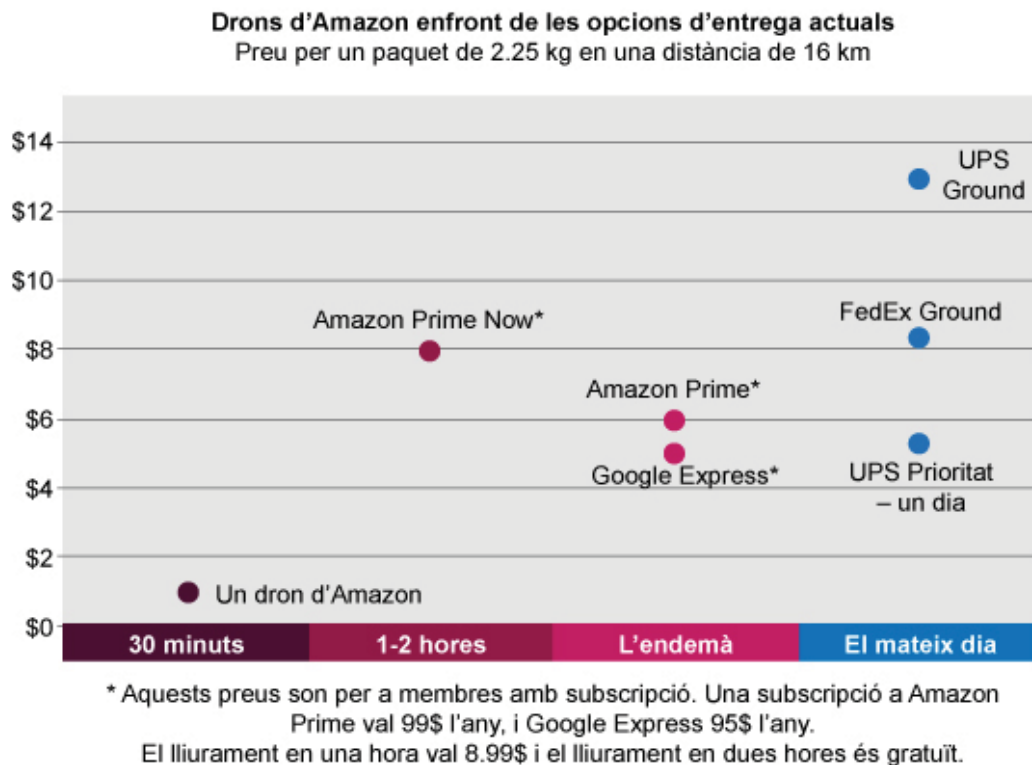 Drons d’Amazon enfront de les opcions d’entrega actuals
Preu per un paquet de 2.25 kg en una distància de 16 km
$14
UPS
Ground
$12
$10
FedEx Ground
Amazon Prime Now*
$8
Amazon Prime*
$6
Google Express*
UPS Prioritat
– un dia
$4
$2
Un dron d’Amazon
$0
30 minuts
1-2 hores
L’endemà
El mateix dia
* Aquests preus son per a membres amb subscripció. Una subscripció a Amazon
Prime val 99$ l’any, i Google Express 95$ l’any.
El lliurament en una hora val 8.99$ i el lliurament en dues hores és gratuït.